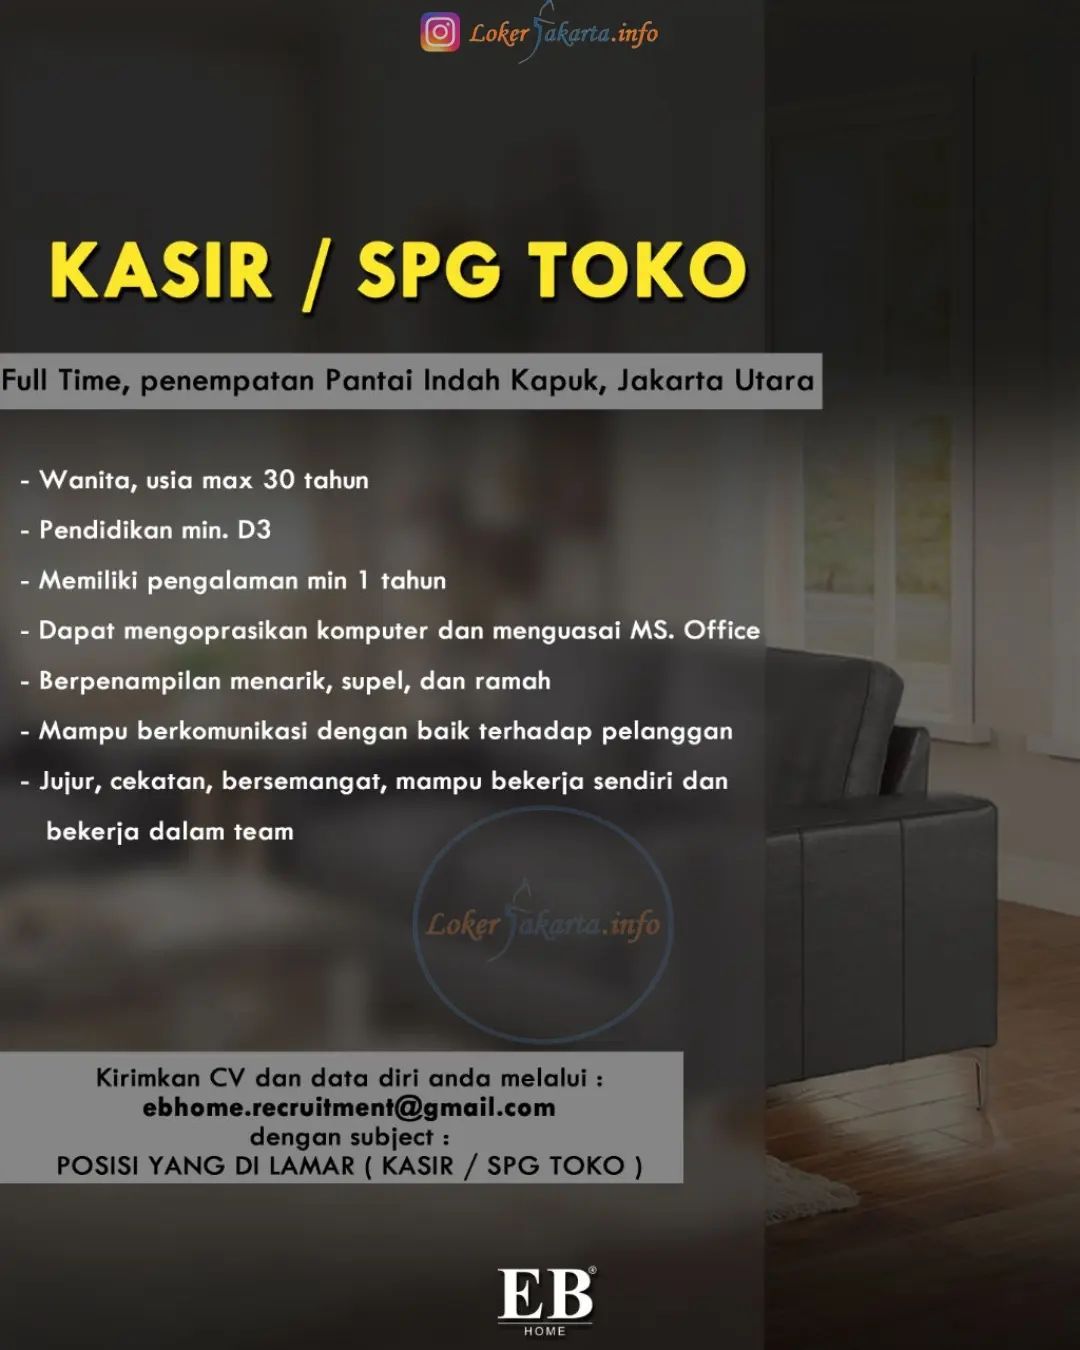 Loker Jakarta.info
KASIR / SPG TOKO
Full Time, penempatan Pantai Indah Kapuk, Jakarta Utara
- Wanita, usia max 30 tahun
- Pendidikan min. D3
- Memiliki pengalaman min 1 tahun
- Dapat mengoprasikan komputer dan menguasai MS. Office
- Berpenampilan menarik, supel, dan ramah
- Mampu berkomunikasi dengan baik terhadap pelanggan
- Jujur, cekatan, bersemangat, mampu bekerja sendiri dan
bekerja dalam team
Loker Jakarta.info
Kirimkan CV dan data diri anda melalui :
ebhome.recruitment@gmail.com
dengan subject :
POSISI YANG DI LAMAR ( KASIR / SPG TOKO )
EB®
HOME